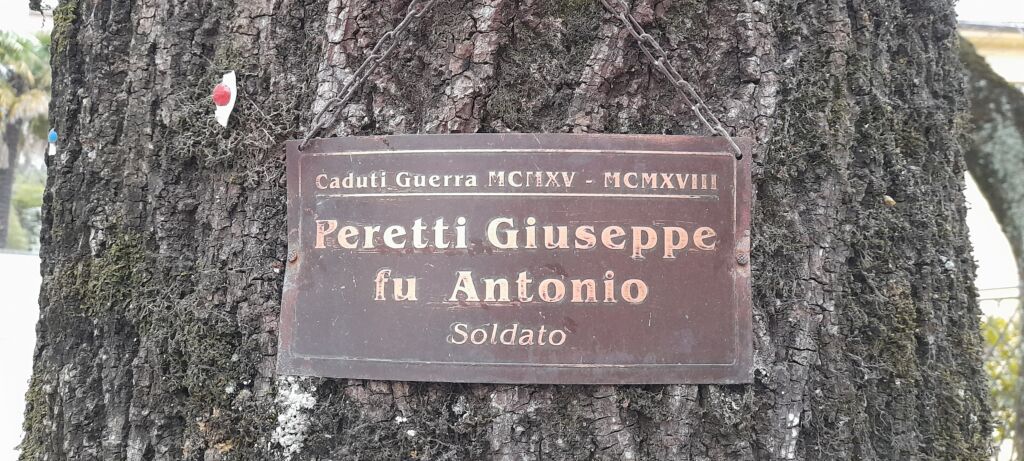 Caduti Guerra MCMXV - MCMXVIII
Peretti Giuseppe
fu Antonio
Soldato